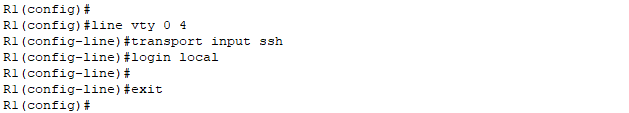 R1(config)#
R1(config)#line vty 0 4
R1(config-line)#transport input ssh
R1(config-line)#login local
R1(config-line)#
R1(config-line)#exit
R1(config)#